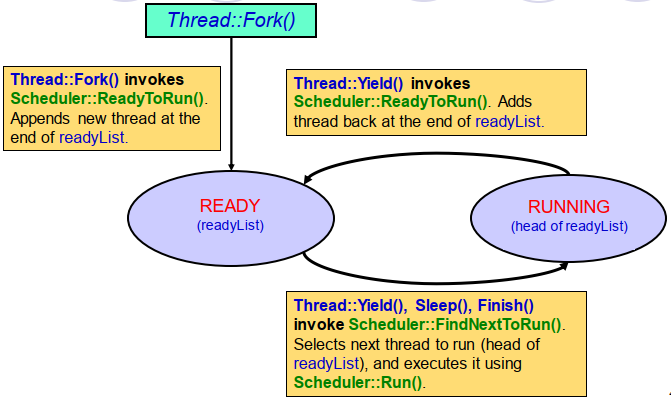 Thread::Fork()
Thread::Fork() invokes
Scheduler::ReadyToRun().
Appends new thread at the
end of readyList.
Thread::Yield() invokes
Scheduler::ReadyToRun(). Adds
thread back at the end of readyList.
READY
(readyList)
RUNNING
(head of readyList)
Thread::Yield(), Sleep(), Finish()
invoke Scheduler::FindNextToRun().
Selects next thread to run (head of
readyList), and executes it using
Scheduler::Run().